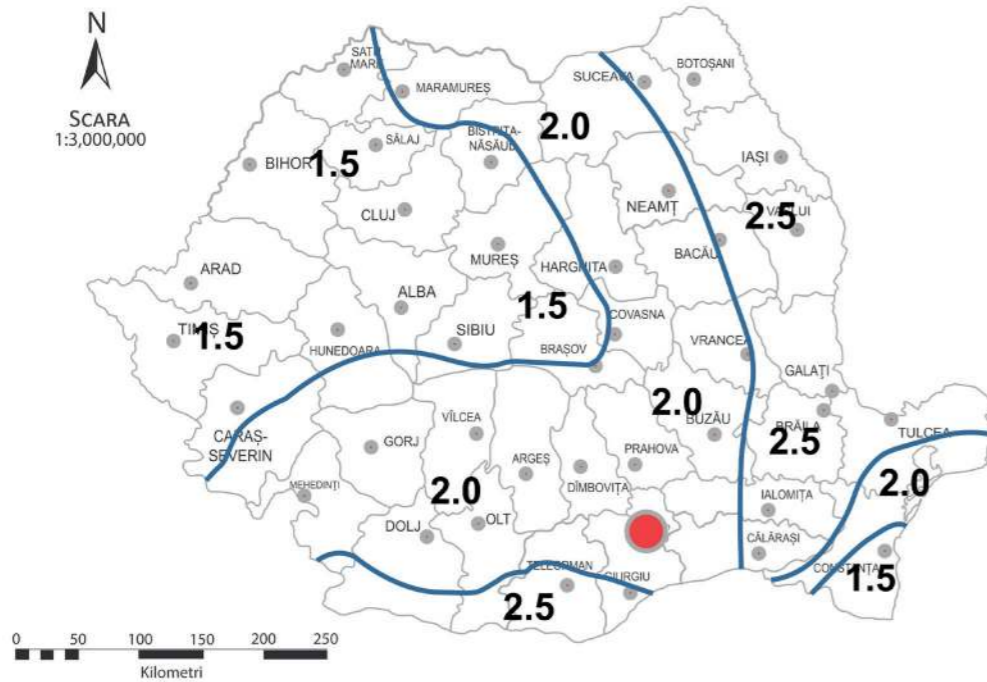 N
SCARA
1:3,000,000
SATU
MARE
MARAMUREȘ
SUCEAVA
BOTOȘANI
2.0
BISTRIȚA-
NĂSĂUD
SĂLAJ
1.5
BIHOR
IAȘI
CLUJ
NEAMȚ
VASLUI
2.5
MUREȘ
HARGHITA
BACĂU
ARAD
ALBA
1.5
COVASNA
TIMIȘ
1.5
SIBIU
HUNEDOARA
BRAȘOV
VRANCEA
GALAȚI
2.0
CARAȘ-
SEVERIN
VÎLCEA
GORJ
BUZĂU
BRĂILA
2.5
TULCEA
ARGEȘ
PRAHOVA
DÎMBOVIȚA
MEHEDINȚI
2.0
2.0
IALOMIȚA
DOLJ
OLT
CĂLĂRAȘI
TELEORMAN
GIURGIU
CONSTANȚA
1.5
2.5
0 50 100 150 200 250
Kilometri